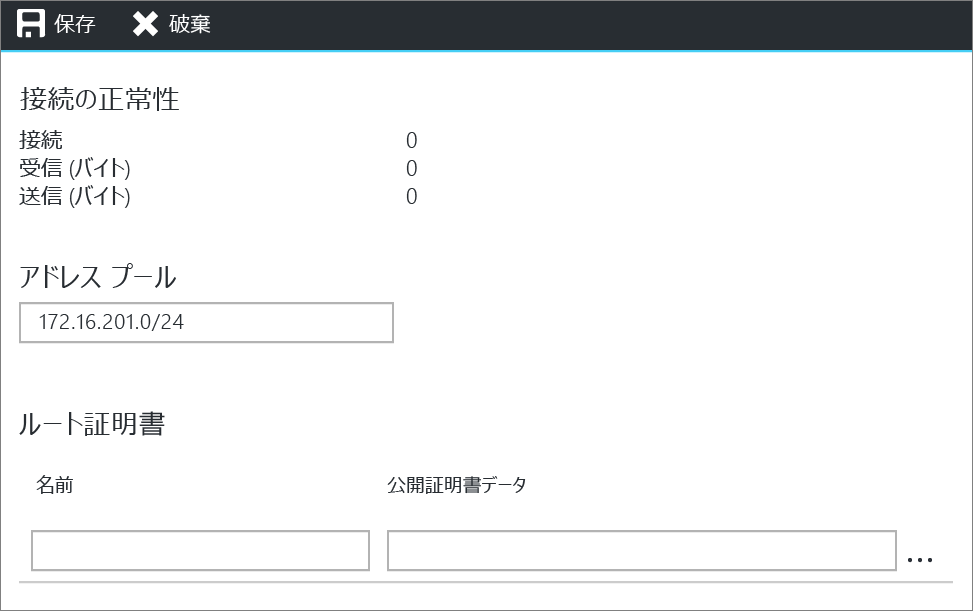 保存 破棄
接続の正常性
接続 0
受信 (バイト) 0
送信 (バイト) 0
アドレス プール
172.16.201.0/24
ルート証明書
名前 公開証明書データ
...